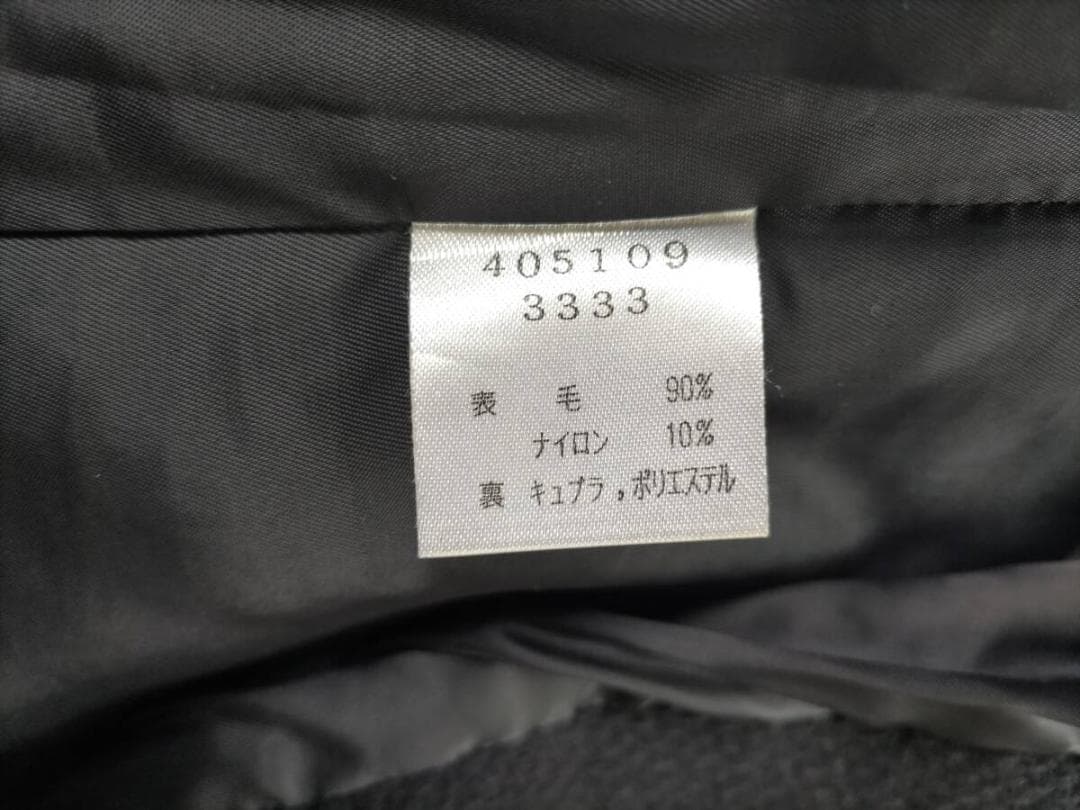 405109
3333
表 毛 90%
ナイロン 10%
裏 キュプラ,ポリエステル